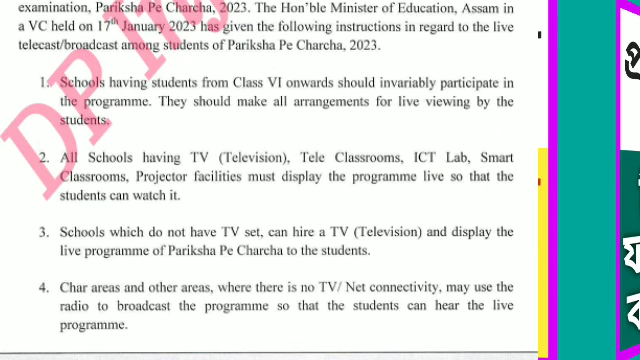 examination, Pariksha Pe Charcha, 2023. The Hon'ble Minister of Education, Assam in
a VC held on 17th January 2023 has given the following instructions in regard to the live
telecast/broadcast among students of Pariksha Pe Charcha, 2023.
1. Schools having students from Class VI onwards should invariably participate in
the programme. They should make all arrangements for live viewing by the
students.
2. All Schools having TV (Television), Tele Classrooms, ICT Lab, Smart
Classrooms, Projector facilities must display the programme live so that the
students can watch it.
3. Schools which do not have TV set, can hire a TV (Television) and display the
live programme of Pariksha Pe Charcha to the students.
4. Char areas and other areas, where there is no TV/ Net connectivity, may use the
radio to broadcast the programme so that the students can hear the live
programme.